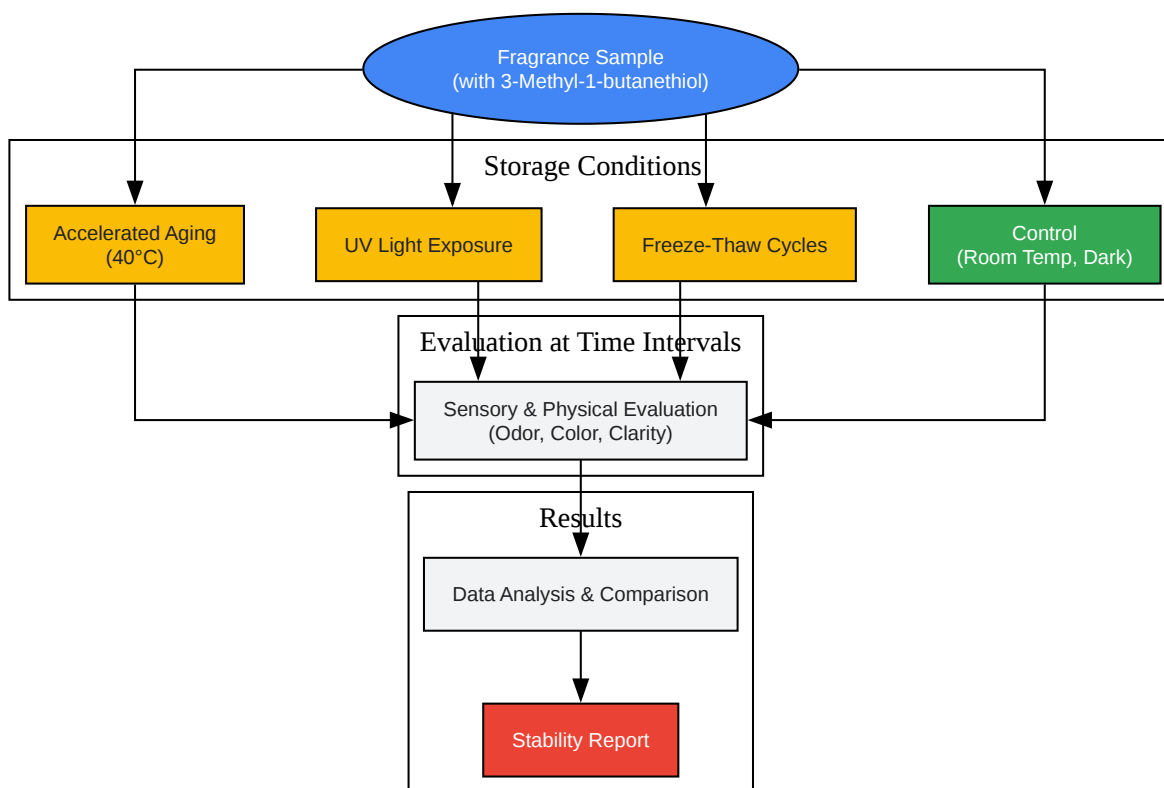 Fragrance Sample
(with 3-Methyl-1-butanethiol)
Storage Conditions
Accelerated Aging
(40°C)
UV Light Exposure
Freeze-Thaw Cycles
Control
(Room Temp, Dark)
Evaluation at Time Intervals
Sensory & Physical Evaluation
(Odor, Color, Clarity)
Results
Data Analysis & Comparison
Stability Report